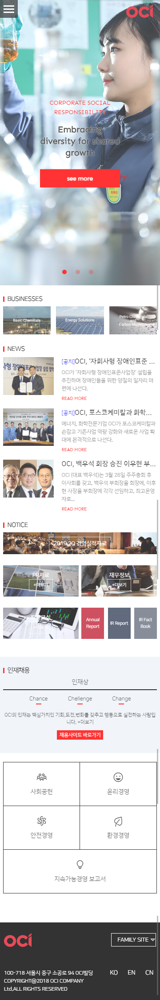 OCI
CORPORATE SOCIAL
RESPONSIBILITY
Embracing
diversity for shared
growth
see more
BUSINESSES
Basic Chemicals
Energy Solutions
Petro Chemicals
and
Carbon Materials
NEWS
[공지]OCI, '자회사형 장애인표준 ...
OCI가 '자회사형 장애인표준사업장' 설립을
추진하며 장애인들을 위한 양질의 일자리 마
련에 나선다.
READ MORE
[공지]OCI, 포스코케미칼과 화학...
에너지, 화학전문기업 OCI가 포스코케미칼과
손잡고 기존사업 역량 강화와 새로운 사업 확
대에 본격적으로 나선다.
READ MORE
OCI, 백우석 회장 승진 이우현 부...
OCI (대표 백우석)는 3월 26일 주주총회 후
이사회를 갖고, 백우석 부회장을 회장에, 이우
현 사장을 부회장에 각각 선임하고, 최고운영
자로...
READ MORE
NOTICE
2019.2Q 경영실적자료
PR자료
+더보기
재무정보
+더보기
Annual
Report
IR Report
IR Fact
Book
인재채용
인재상
Chance Chellenge Change
OCI의 인재는 핵심가치인 기회,도전,변화를 갖추고 행동으로 실천하는 사람입
니다. +더보기
채용사이트 바로가기
사회공헌
윤리경영
안전경영
환경경영
지속가능경영 보고서
OCI
FAMILY SITE
100-718 서울시 중구 소공로 94 OCI빌딩
COPYRIGHT@2018 OCI COMPANY
Ltd,ALL RIGHTS RESERVED
KO EN CN